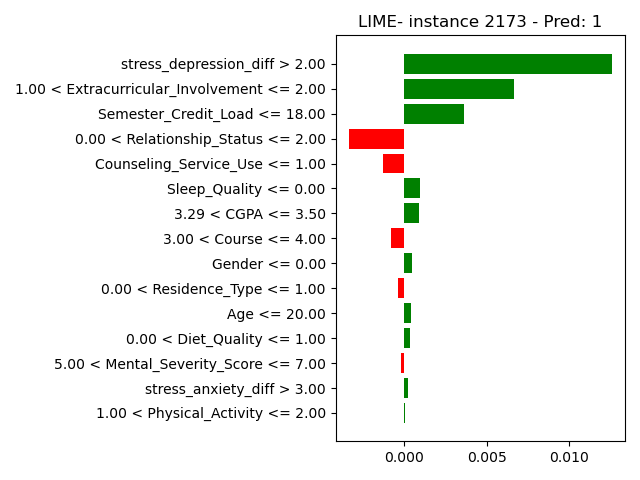 LIME- instance 2173 - Pred: 1
stress_depression_diff > 2.00
1.00 < Extracurricular_Involvement <= 2.00
Semester_Credit_Load <= 18.00
0.00 < Relationship_Status <= 2.00
Counseling_Service_Use <= 1.00
Sleep_Quality <= 0.00
3.29 < CGPA <= 3.50
3.00 < Course <= 4.00
Gender <= 0.00
0.00 < Residence_Type <= 1.00
Age <= 20.00
0.00 < Diet_Quality <= 1.00
5.00 < Mental_Severity_Score <= 7.00
stress_anxiety_diff > 3.00
1.00 < Physical_Activity <= 2.00
0.000 0.005 0.010